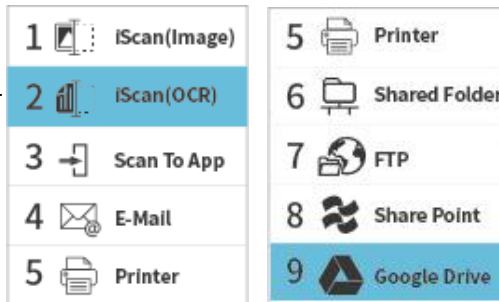 1 iScan(Image)
2 iScan(OCR)
3 Scan To App
4 E-Mail
5 Printer
5 Printer
6 Shared Folder
7 FTP
8 Share Point
9 Google Drive